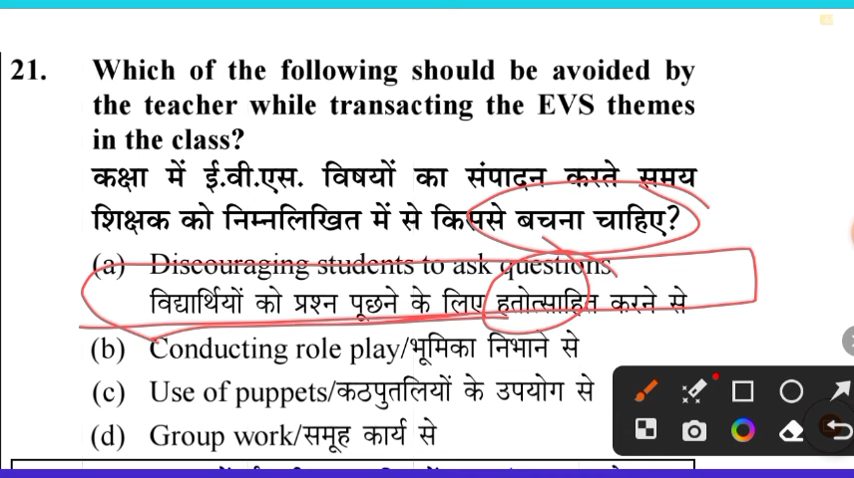 21. Which of the following should be avoided by
the teacher while transacting the EVS themes
in the class?
कक्षा में ई.वी.एस. विषयों का संपादन करते समय
शिक्षक को निम्नलिखित में से किससे बचना चाहिए?
(a) Discouraging students to ask questions
विद्यार्थियों को प्रश्न पूछने के लिए हतोत्साहित करने से
(b) Conducting role play/भूमिका निभाने से
(c) Use of puppets/कठपुतलियों के उपयोग से
(d) Group work/समूह कार्य से